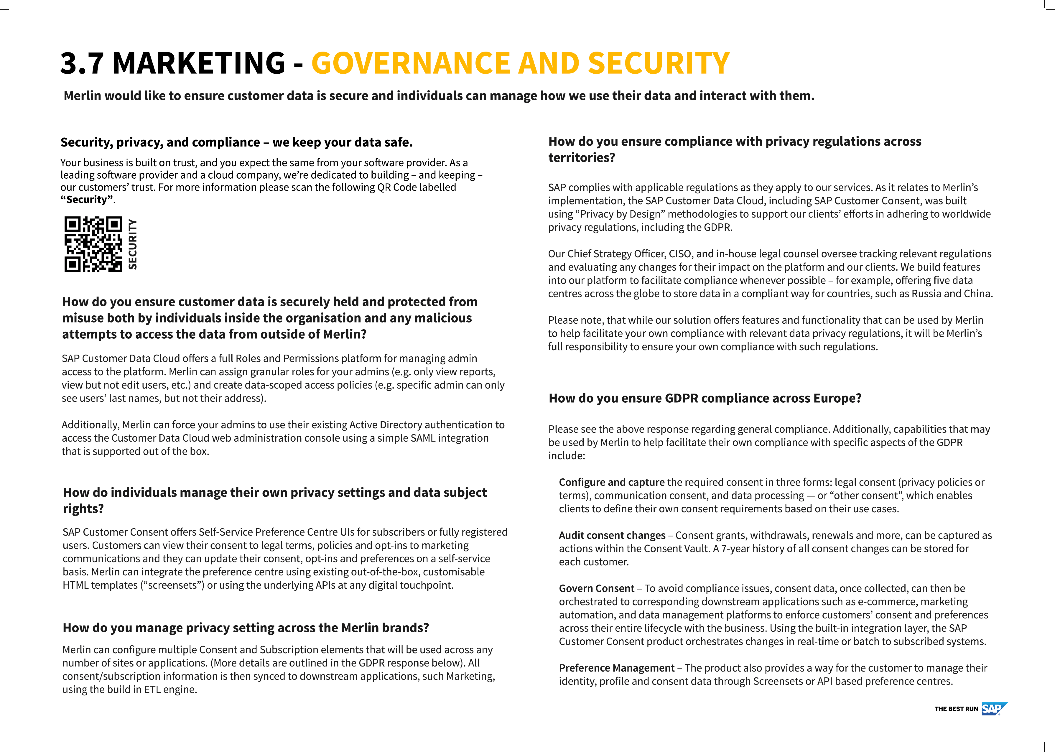 3.7 MARKETING - GOVERNANCE AND SECURITY
Merlin would like to ensure customer data is secure and individuals can manage how we use their data and interact with them.
Security, privacy, and compliance – we keep your data safe.
Your business is built on trust, and you expect the same from your software provider. As a
leading software provider and a cloud company, we're dedicated to building – and keeping –
our customers' trust. For more information please scan the following QR Code labelled
“Security”.
SECURITY
How do you ensure customer data is securely held and protected from
misuse both by individuals inside the organisation and any malicious
attempts to access the data from outside of Merlin?
SAP Customer Data Cloud offers a full Roles and Permissions platform for managing admin
access to the platform. Merlin can assign granular roles for your admins (e.g. only view reports,
view but not edit users, etc.) and create data-scoped access policies (e.g. specific admin can only
see users' last names, but not their address).
Additionally, Merlin can force your admins to use their existing Active Directory authentication to
access the Customer Data Cloud web administration console using a simple SAML integration
that is supported out of the box.
How do individuals manage their own privacy settings and data subject
rights?
SAP Customer Consent offers Self-Service Preference Centre UIs for subscribers or fully registered
users. Customers can view their consent to legal terms, policies and opt-ins to marketing
communications and they can update their consent, opt-ins and preferences on a self-service
basis. Merlin can integrate the preference centre using existing out-of-the-box, customisable
HTML templates (“screensets”) or using the underlying APIs at any digital touchpoint.
How do you manage privacy setting across the Merlin brands?
Merlin can configure multiple Consent and Subscription elements that will be used across any
number of sites or applications. (More details are outlined in the GDPR response below). All
consent/subscription information is then synced to downstream applications, such Marketing,
using the build in ETL engine.
How do you ensure compliance with privacy regulations across
territories?
SAP complies with applicable regulations as they apply to our services. As it relates to Merlin's
implementation, the SAP Customer Data Cloud, including SAP Customer Consent, was built
using “Privacy by Design” methodologies to support our clients' efforts in adhering to worldwide
privacy regulations, including the GDPR.
Our Chief Strategy Officer, CISO, and in-house legal counsel oversee tracking relevant regulations
and evaluating any changes for their impact on the platform and our clients. We build features
into our platform to facilitate compliance whenever possible – for example, offering five data
centres across the globe to store data in a compliant way for countries, such as Russia and China.
Please note, that while our solution offers features and functionality that can be used by Merlin
to help facilitate your own compliance with relevant data privacy regulations, it will be Merlin's
full responsibility to ensure your own compliance with such regulations.
How do you ensure GDPR compliance across Europe?
Please see the above response regarding general compliance. Additionally, capabilities that may
be used by Merlin to help facilitate their own compliance with specific aspects of the GDPR
include:
Configure and capture the required consent in three forms: legal consent (privacy policies or
terms), communication consent, and data processing — or “other consent”, which enables
clients to define their own consent requirements based on their use cases.
Audit consent changes – Consent grants, withdrawals, renewals and more, can be captured as
actions within the Consent Vault. A 7-year history of all consent changes can be stored for
each customer.
Govern Consent – To avoid compliance issues, consent data, once collected, can then be
orchestrated to corresponding downstream applications such as e-commerce, marketing
automation, and data management platforms to enforce customers' consent and preferences
across their entire lifecycle with the business. Using the built-in integration layer, the SAP
Customer Consent product orchestrates changes in real-time or batch to subscribed systems.
Preference Management – The product also provides a way for the customer to manage their
identity, profile and consent data through Screensets or API based preference centres.
THE BEST RUN SAP